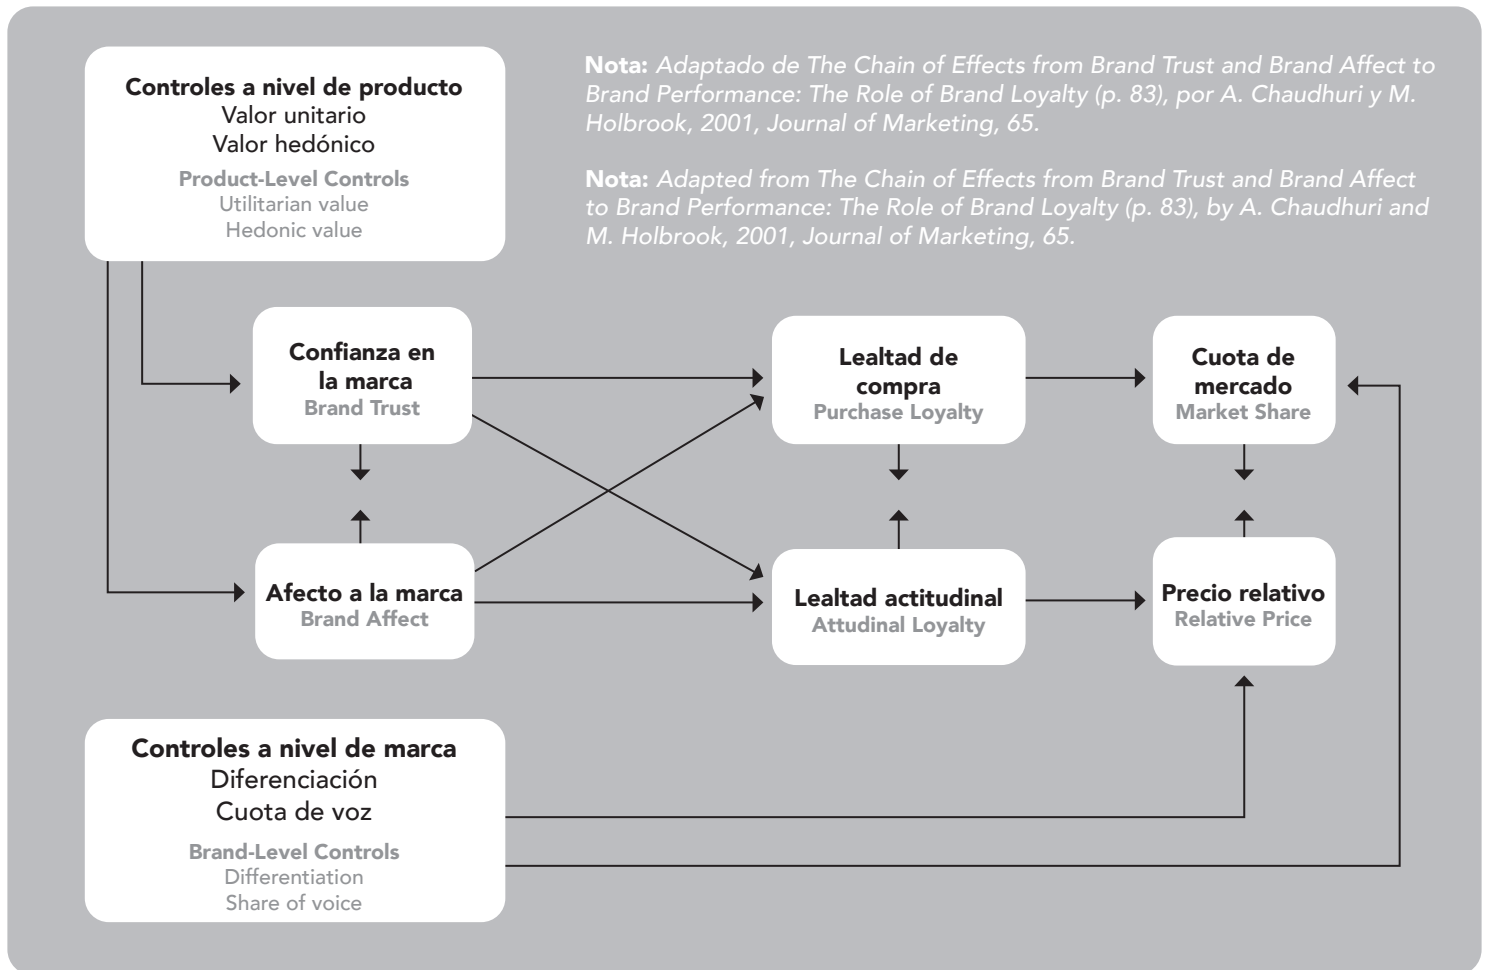 Controles a nivel de producto
Valor unitario
Valor hedónico
Product-Level Controls
Utilitarian value
Hedonic value
Nota: Adaptado de The Chain of Effects from Brand Trust and Brand Affect to
Brand Performance: The Role of Brand Loyalty (p. 83), por A. Chaudhuri y M.
Holbrook, 2001, Journal of Marketing, 65.
Nota: Adapted from The Chain of Effects from Brand Trust and Brand Affect
to Brand Performance: The Role of Brand Loyalty (p. 83), by A. Chaudhuri and
M. Holbrook, 2001, Journal of Marketing, 65.
Confianza en
la marca
Brand Trust
Lealtad de
compra
Purchase Loyalty
Cuota de
mercado
Market Share
Afecto a la marca
Brand Affect
Lealtad actitudinal
Attudinal Loyalty
Precio relativo
Relative Price
Controles a nivel de marca
Diferenciación
Cuota de voz
Brand-Level Controls
Differentiation
Share of voice